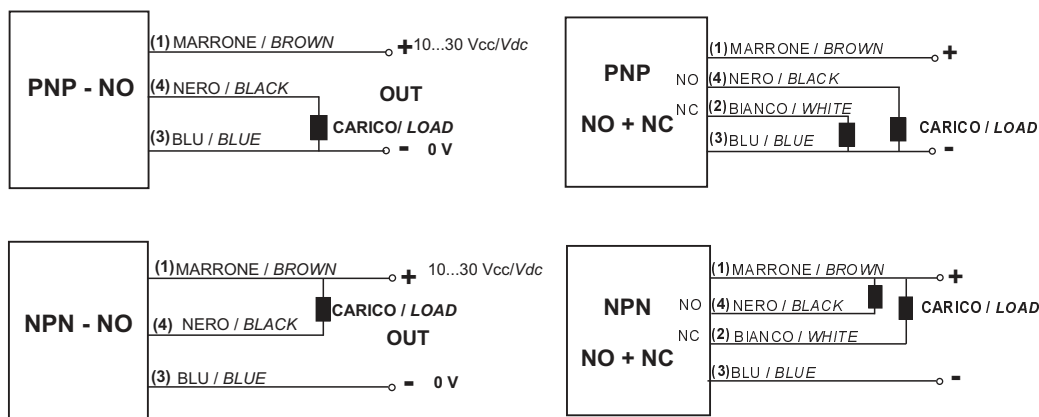 (1) MARRONE / BROWN + 10...30 Vcc/Vdc
PNP - NO
(4) NERO / BLACK
OUT
CARICO/ LOAD
(3) BLU / BLUE - 0 V
(1) MARRONE / BROWN +
PNP
NO (4) NERO / BLACK
NC (2) BIANCO / WHITE
NO + NC
CARICO / LOAD
(3) BLU / BLUE -
(1) MARRONE / BROWN + 10...30 Vcc/Vdc
CARICO / LOAD
NPN - NO
(4) NERO / BLACK
OUT
(3) BLU / BLUE - 0 V
(1) MARRONE / BROWN +
NPN
NO (4) NERO / BLACK
CARICO / LOAD
NC (2) BIANCO / WHITE
NO + NC
(3) BLU / BLUE -